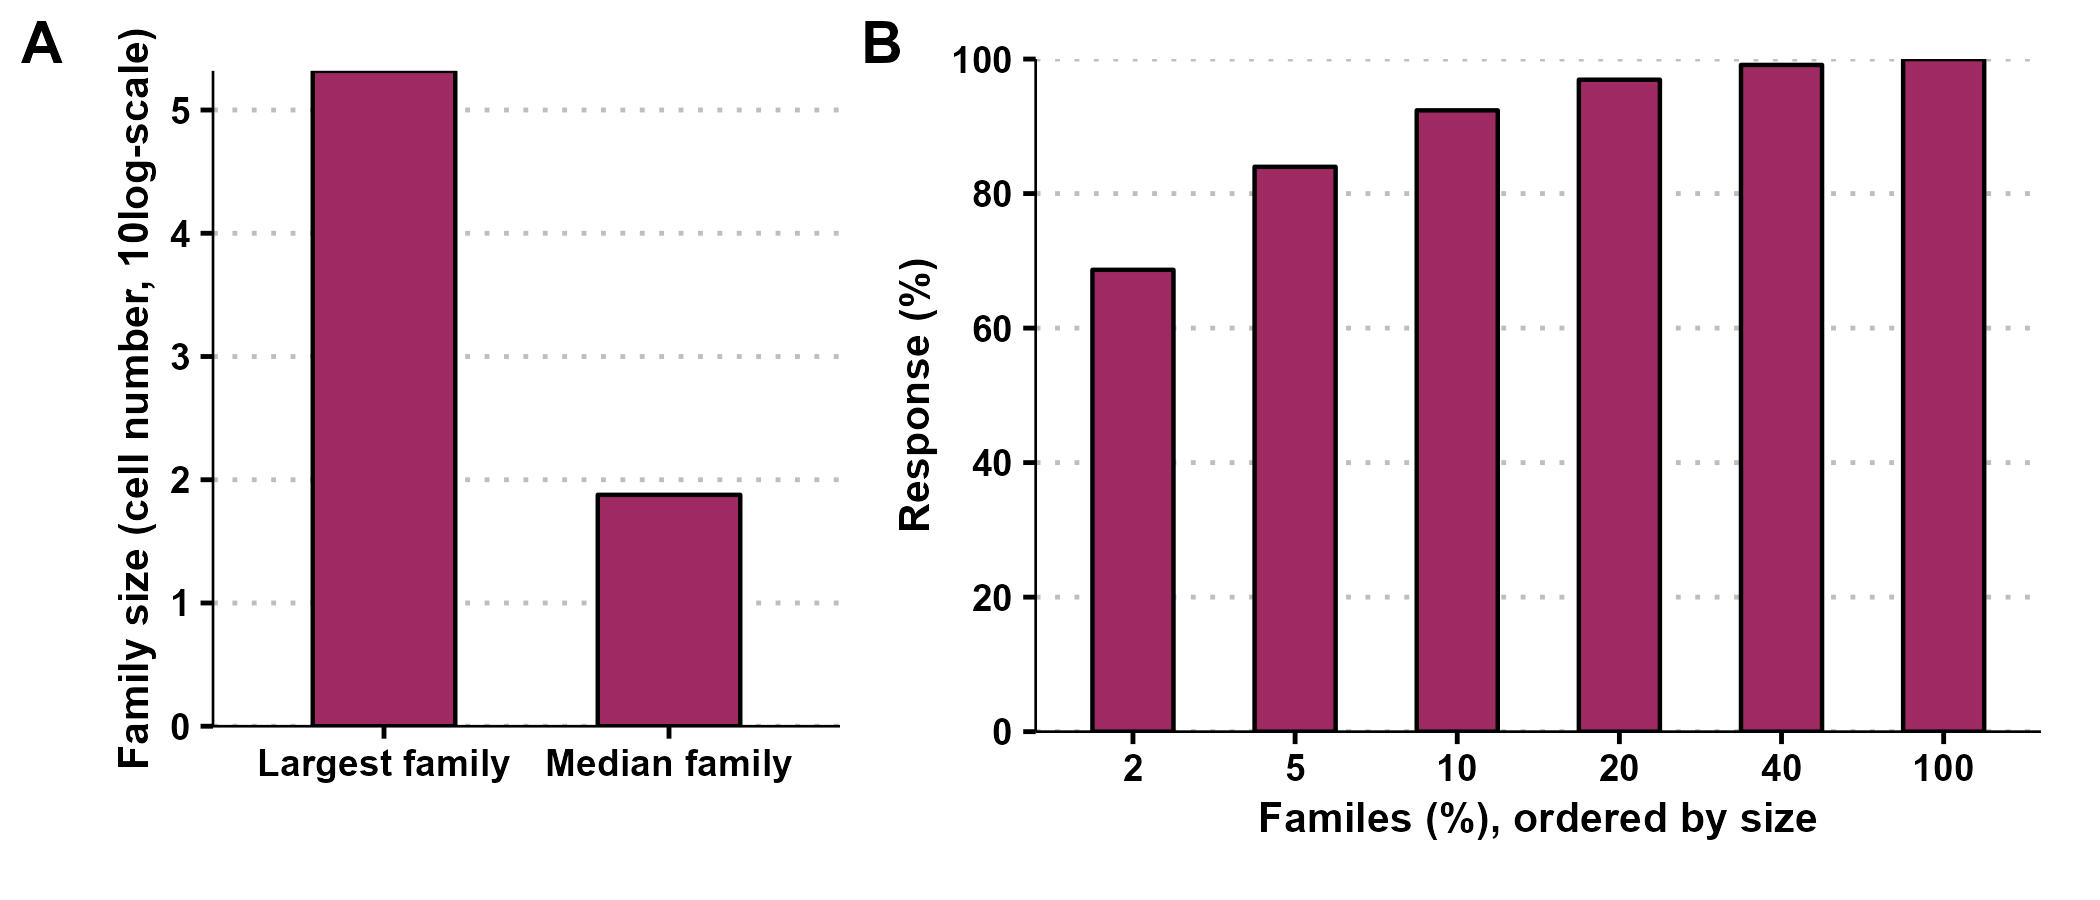 A
Family size (cell number, 10log-scale)
5
4
3
2
1
0
Largest family
Median family
B
Response (%)
100
80
60
40
20
0
2
5
10
20
40
100
Familes (%), ordered by size